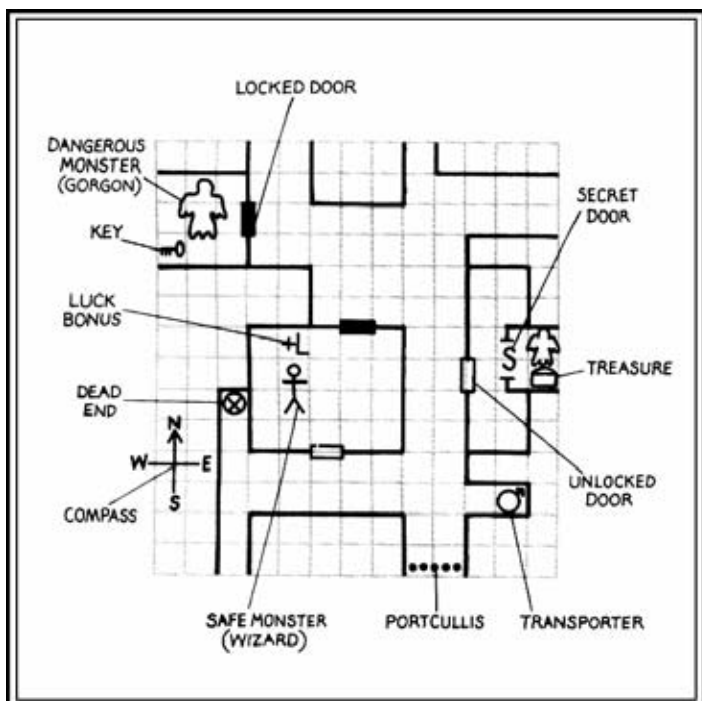 LOCKED DOOR
DANGEROUS
MONSTER
(GORGON)
SECRET
DOOR
KEY
LUCK
BONUS
+L
S
TREASURE
DEAD
END
N
W E
S
COMPASS
UNLOCKED
DOOR
SAFE MONSTER
(WIZARD)
PORTCULLIS
TRANSPORTER